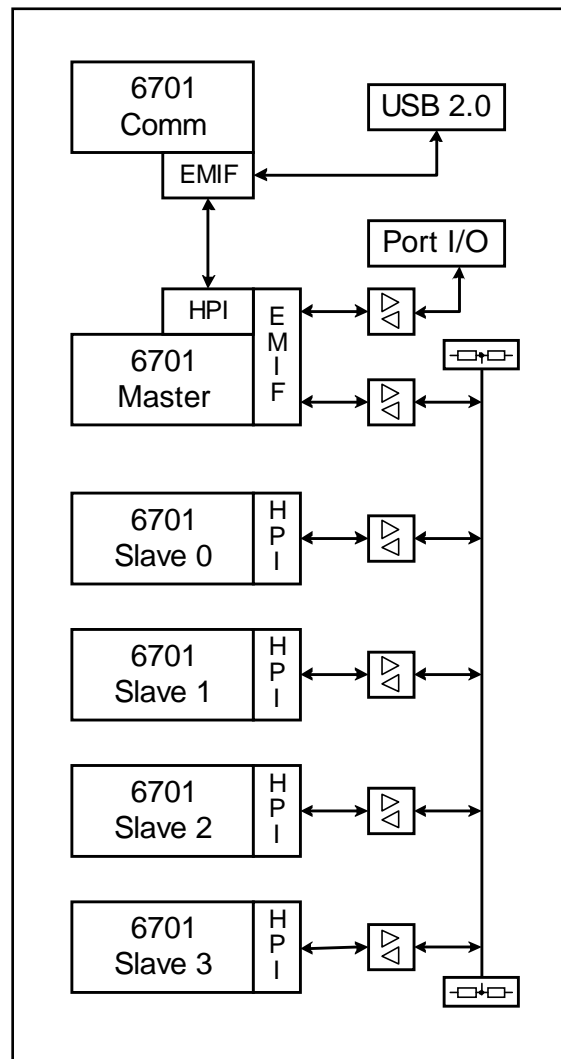 6701
Comm
EMIF
USB 2.0
Port I/O
HPI
E
M
I
F
6701
Master
6701
Slave 0
H
P
I
6701
Slave 1
H
P
I
6701
Slave 2
H
P
I
6701
Slave 3
H
P
I